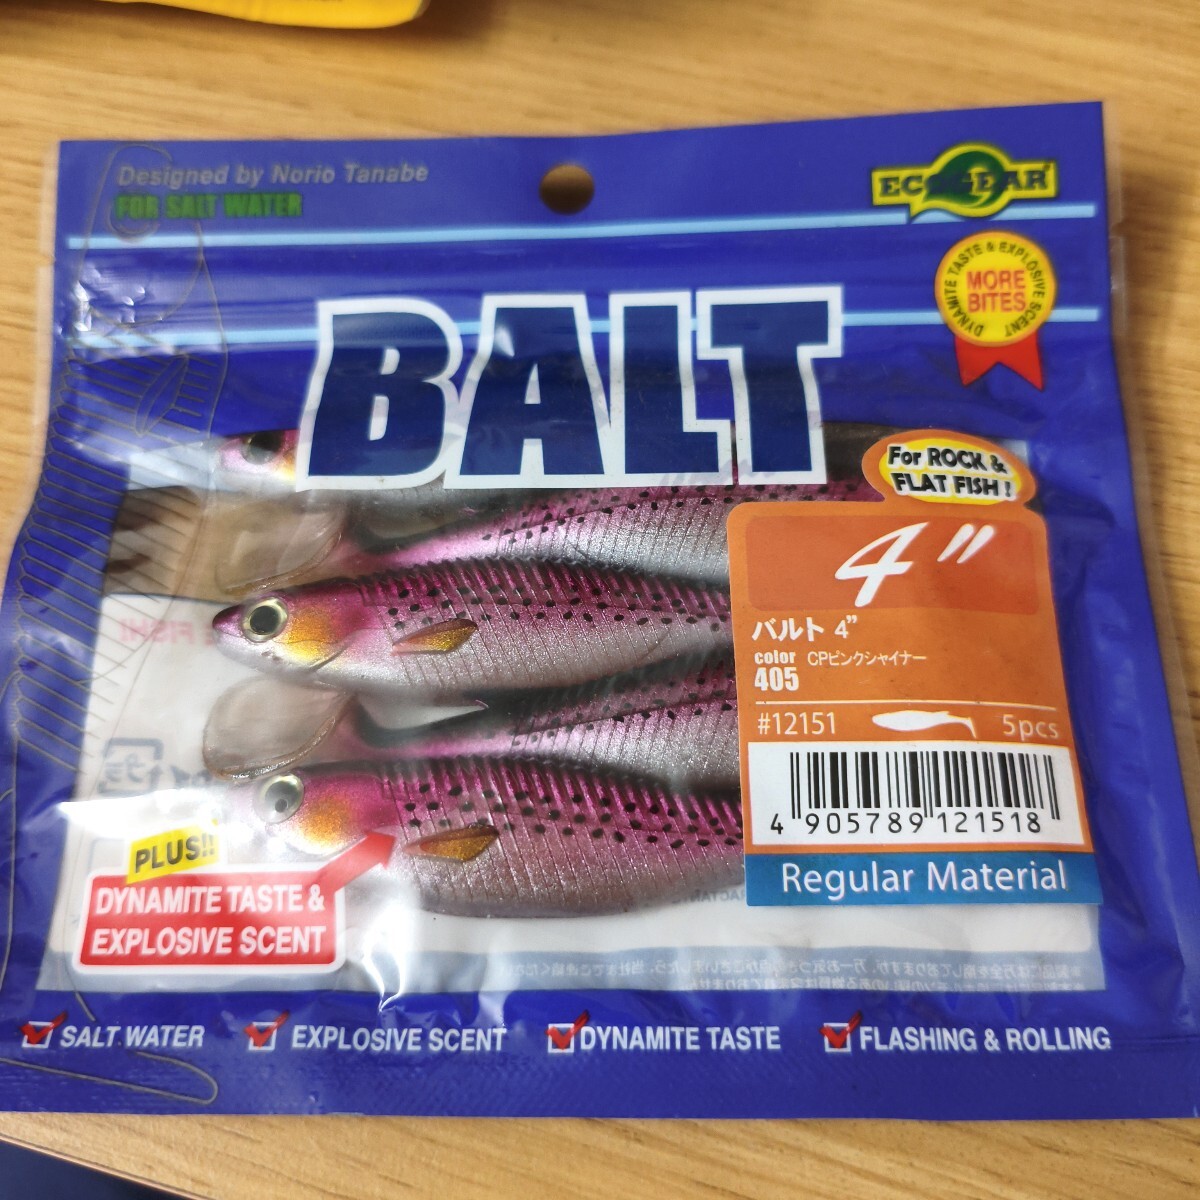 Designed by Norio Tanabe
FOR SALT WATER
ECOGEAR
DYNAMITE TASTE & EXPLOSIVE SCENT
MORE
BITES
BALT
For ROCK &
FLAT FISH!
4"
バルト 4"
color CPピンクシャイナー
405
#12151 5pcs
4 905789 121518
Regular Material
PLUS!!
DYNAMITE TASTE &
EXPLOSIVE SCENT
SALT WATER EXPLOSIVE SCENT DYNAMITE TASTE FLASHING & ROLLING